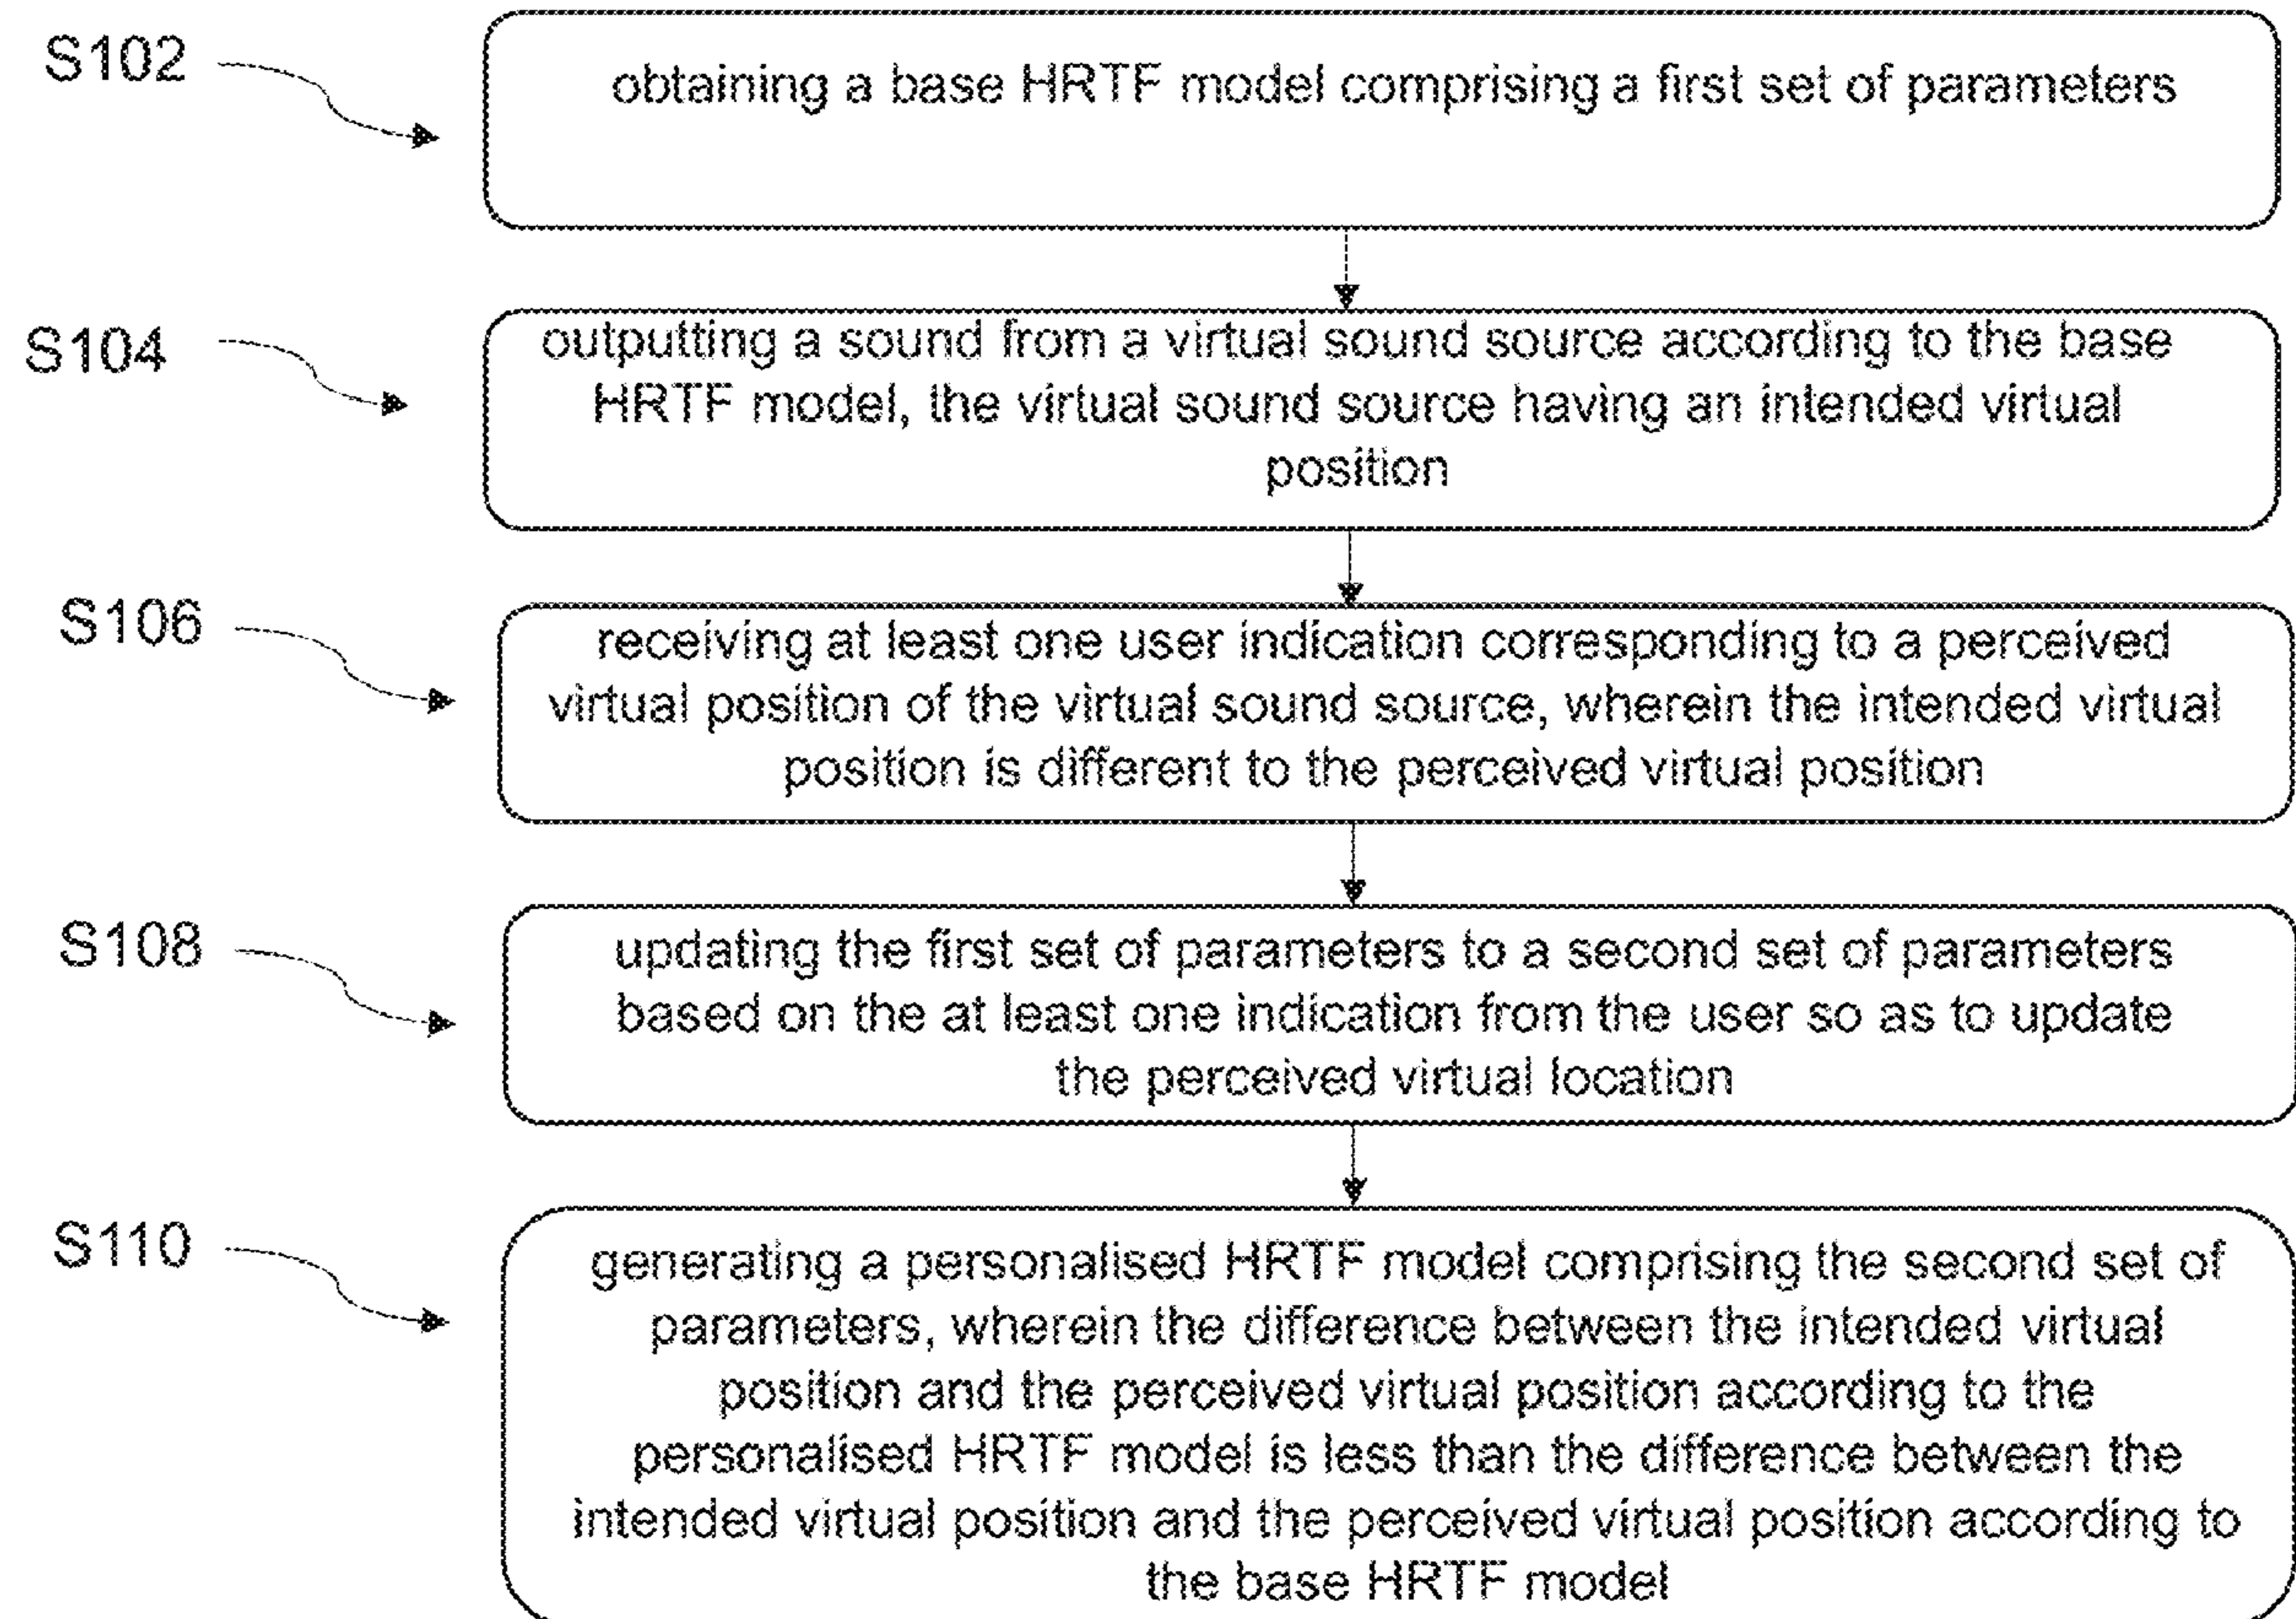 S102
obtaining a base HRTF model comprising a first set of parameters
S104
outputting a sound from a virtual sound source according to the base
HRTF model, the virtual sound source having an intended virtual
position
S106
receiving at least one user indication corresponding to a perceived
virtual position of the virtual sound source, wherein the intended virtual
position is different to the perceived virtual position
S108
updating the first set of parameters to a second set of parameters
based on the at least one indication from the user so as to update
the perceived virtual location
S110
generating a personalised HRTF model comprising the second set of
parameters, wherein the difference between the intended virtual
position and the perceived virtual position according to the
personalised HRTF model is less than the difference between the
intended virtual position and the perceived virtual position according to
the base HRTF model